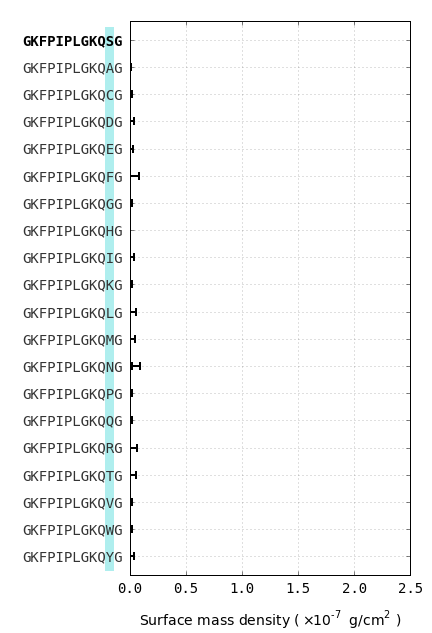 GKFPIPLGKQSG
GKFPIPLGKQAG
GKFPIPLGKQCG
GKFPIPLGKQDG
GKFPIPLGKQEG
GKFPIPLGKQFG
GKFPIPLGKQGG
GKFPIPLGKQHG
GKFPIPLGKQIG
GKFPIPLGKQKG
GKFPIPLGKQLG
GKFPIPLGKQMG
GKFPIPLGKQNG
GKFPIPLGKQPG
GKFPIPLGKQQG
GKFPIPLGKQRG
GKFPIPLGKQTG
GKFPIPLGKQVG
GKFPIPLGKQWG
GKFPIPLGKQYG
0.0 0.5 1.0 1.5 2.0 2.5
Surface mass density ( ×10⁻⁷ g/cm² )